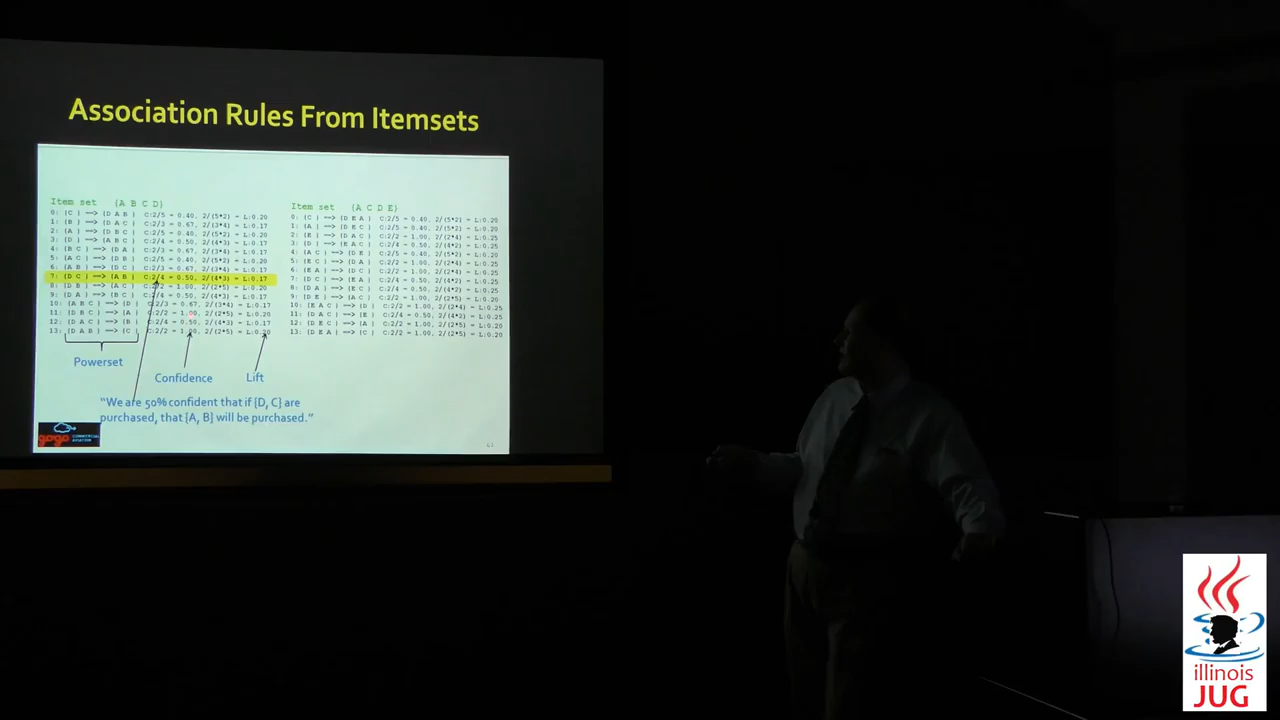 Association Rules From Itemsets
Item set {A B C D}
0: {C } ==> {D A B } C:2/5 = 0.40, 2/(5*2) = L:0.20
1: {B } ==> {D A C } C:2/3 = 0.67, 2/(3*4) = L:0.17
2: {A } ==> {D B C } C:2/5 = 0.40, 2/(5*2) = L:0.20
3: {D } ==> {A B C } C:2/4 = 0.50, 2/(4*3) = L:0.17
4: {B C } ==> {D A } C:2/3 = 0.67, 2/(3*4) = L:0.17
5: {A C } ==> {D B } C:2/5 = 0.40, 2/(5*2) = L:0.20
6: {A B } ==> {D C } C:2/3 = 0.67, 2/(3*4) = L:0.17
7: {D C } ==> {A B } C:2/4 = 0.50, 2/(4*3) = L:0.17
8: {D B } ==> {A C } C:2/2 = 1.00, 2/(2*5) = L:0.20
9: {D A } ==> {B C } C:2/4 = 0.50, 2/(4*3) = L:0.17
10: {A B C } ==> {D } C:2/3 = 0.67, 2/(3*4) = L:0.17
11: {D B C } ==> {A } C:2/2 = 1.00, 2/(2*5) = L:0.20
12: {D A C } ==> {B } C:2/4 = 0.50, 2/(4*3) = L:0.17
13: {D A B } ==> {C } C:2/2 = 1.00, 2/(2*5) = L:0.20
Item set {A C D E}
0: {C } ==> {D E A } C:2/5 = 0.40, 2/(5*2) = L:0.20
1: {A } ==> {D E C } C:2/5 = 0.40, 2/(5*2) = L:0.20
2: {E } ==> {D A C } C:2/2 = 1.00, 2/(2*4) = L:0.25
3: {D } ==> {E A C } C:2/4 = 0.50, 2/(4*2) = L:0.25
4: {A C } ==> {D E } C:2/5 = 0.40, 2/(5*2) = L:0.20
5: {E C } ==> {D A } C:2/2 = 1.00, 2/(2*4) = L:0.25
6: {E A } ==> {D C } C:2/2 = 1.00, 2/(2*4) = L:0.25
7: {D C } ==> {E A } C:2/4 = 0.50, 2/(4*2) = L:0.25
8: {D A } ==> {E C } C:2/4 = 0.50, 2/(4*2) = L:0.25
9: {D E } ==> {A C } C:2/2 = 1.00, 2/(2*5) = L:0.20
10: {E A C } ==> {D } C:2/2 = 1.00, 2/(2*4) = L:0.25
11: {D A C } ==> {E } C:2/4 = 0.50, 2/(4*2) = L:0.25
12: {D E C } ==> {A } C:2/2 = 1.00, 2/(2*5) = L:0.20
13: {D E A } ==> {C } C:2/2 = 1.00, 2/(2*5) = L:0.20
Powerset
Confidence
Lift
"We are 50% confident that if {D, C} are
purchased, that {A, B} will be purchased."
gogo COMMERCIAL
AVIATION
illinois
JUG